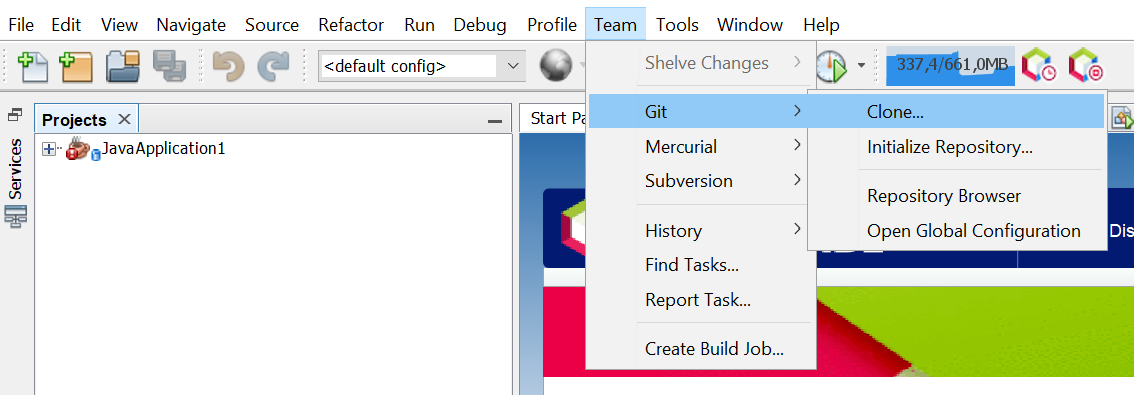 File Edit View Navigate Source Refactor Run Debug Profile Team Tools Window Help
<default config>
337,4/661,0MB
Projects
Services
JavaApplication1
Start Pa
Shelve Changes
Git
Mercurial
Subversion
History
Find Tasks...
Report Task...
Create Build Job...
Clone...
Initialize Repository...
Repository Browser
Open Global Configuration
Dis